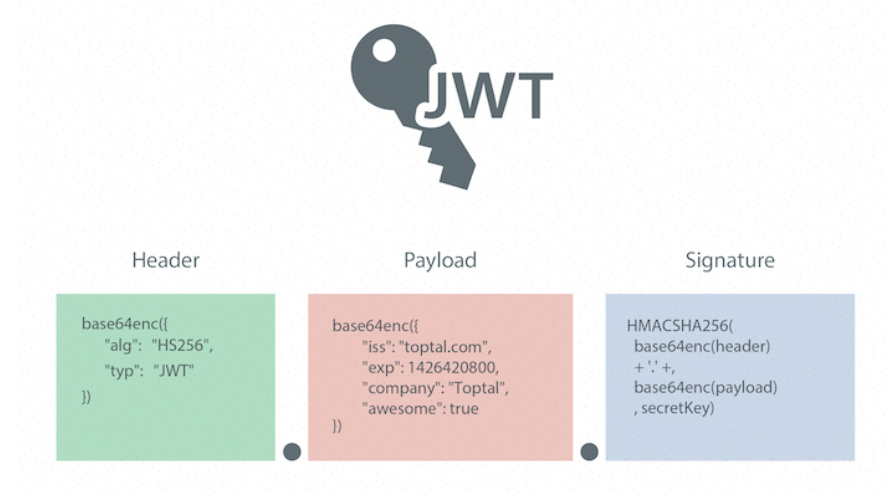 JWT
Header
Payload
Signature
base64enc({
"alg": "HS256",
"typ": "JWT"
})
base64enc({
"iss": "toptal.com",
"exp": 1426420800,
"company": "Toptal",
"awesome": true
})
HMACSHA256(
base64enc(header)
+ '.' +,
base64enc(payload)
, secretKey)